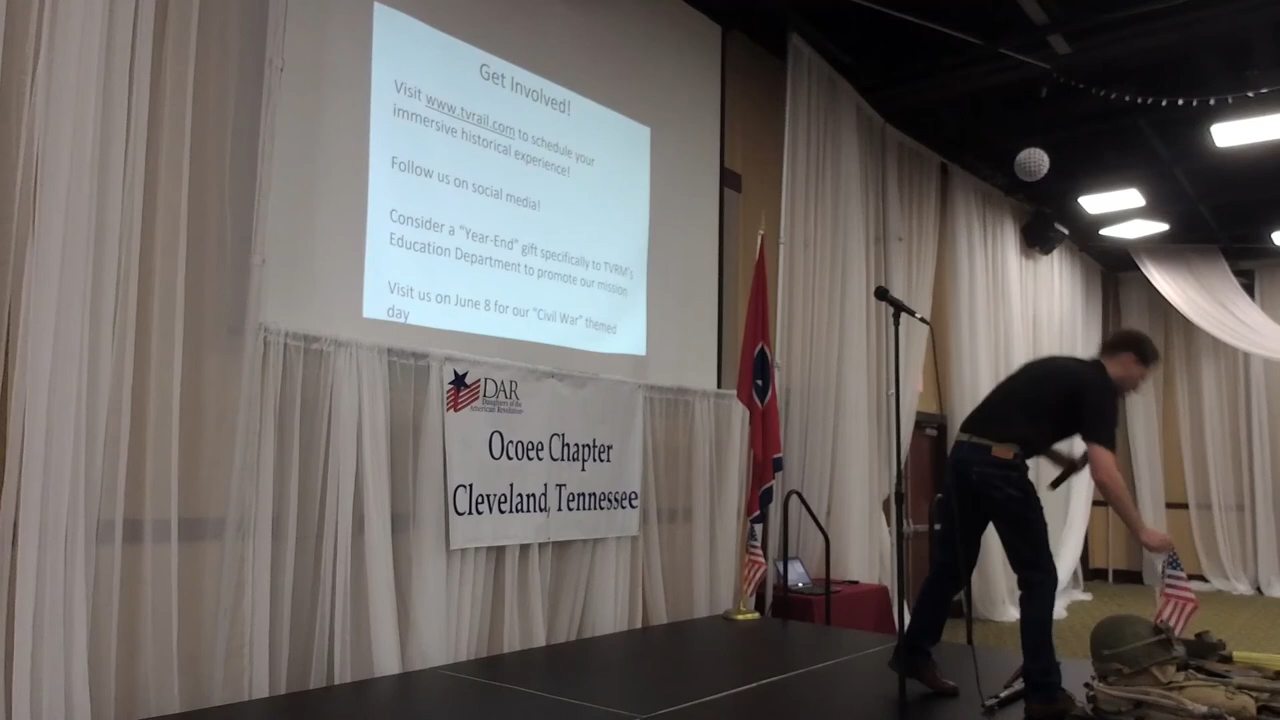 Get Involved!
Visit www.tvrail.com to schedule your
immersive historical experience!
Follow us on social media!
Consider a "Year-End" gift specifically to TVRM's
Education Department to promote our mission
Visit us on June 8 for our "Civil War" themed
day
DAR
Daughters of the
American Revolution
Ocoee Chapter
Cleveland, Tennessee